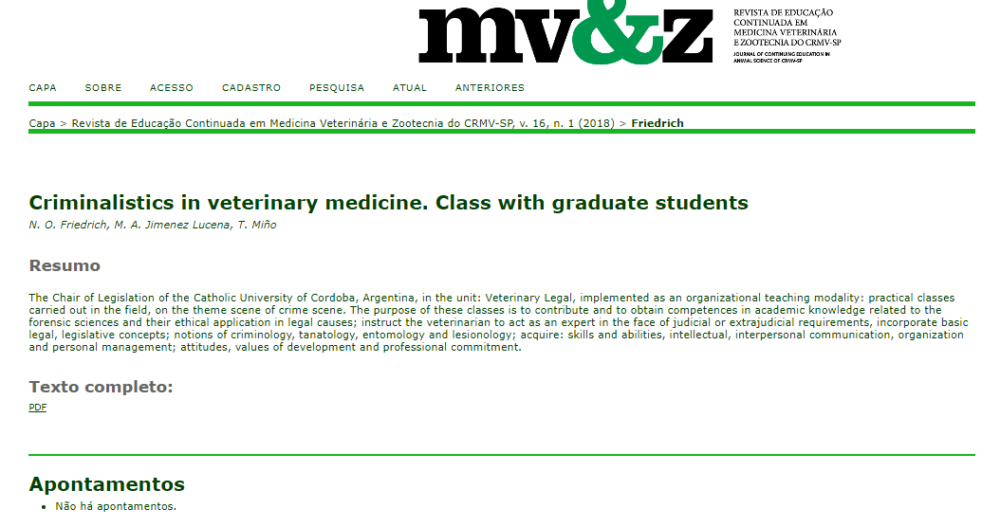 mv&z
REVISTA DE EDUCAÇÃO
CONTINUADA EM
MEDICINA VETERINÁRIA
E ZOOTECNIA DO CRMV-SP
JOURNAL OF CONTINUING EDUCATION IN
ANIMAL SCIENCE OF CRMV-SP
CAPA SOBRE ACESSO CADASTRO PESQUISA ATUAL ANTERIORES
Capa > Revista de Educação Continuada em Medicina Veterinária e Zootecnia do CRMV-SP, v. 16, n. 1 (2018) > Friedrich
Criminalistics in veterinary medicine. Class with graduate students
N. O. Friedrich, M. A. Jimenez Lucena, T. Miño
Resumo
The Chair of Legislation of the Catholic University of Cordoba, Argentina, in the unit: Veterinary Legal, implemented as an organizational teaching modality: practical classes
carried out in the field, on the theme scene of crime scene. The purpose of these classes is to contribute and to obtain competences in academic knowledge related to the
forensic sciences and their ethical application in legal causes; instruct the veterinarian to act as an expert in the face of judicial or extrajudicial requirements, incorporate basic
legal, legislative concepts; notions of criminology, tanatology, entomology and lesionology; acquire: skills and abilities, intellectual, interpersonal communication, organization
and personal management; attitudes, values of development and professional commitment.
Texto completo:
PDF
Apontamentos
• Não há apontamentos.